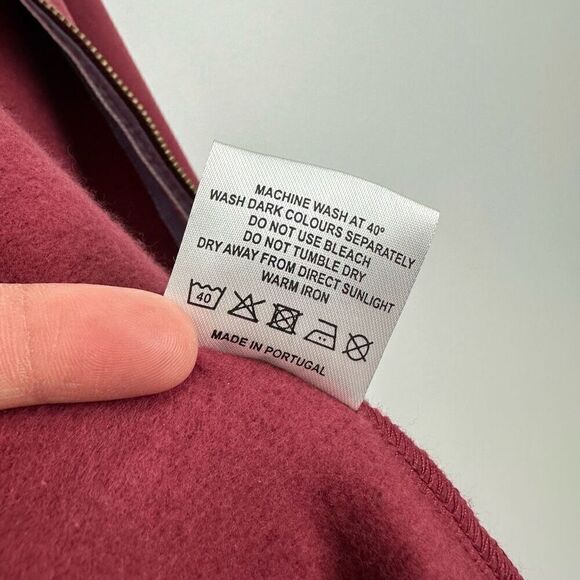 MACHINE WASH AT 40°
WASH DARK COLOURS SEPARATELY
DO NOT USE BLEACH
DO NOT TUMBLE DRY
DRY AWAY FROM DIRECT SUNLIGHT
WARM IRON
40
MADE IN PORTUGAL